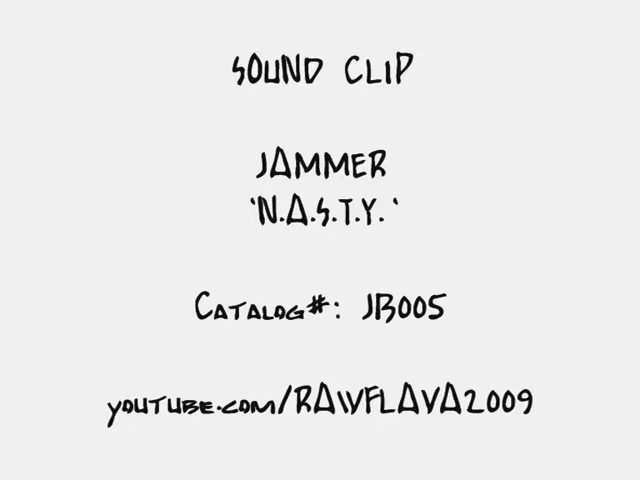 SOUND CLIP
JAMMER
'N.A.S.T.Y.'
CATALOG#: JB005
YOUTUBE.COM/RAWFLAVA2009